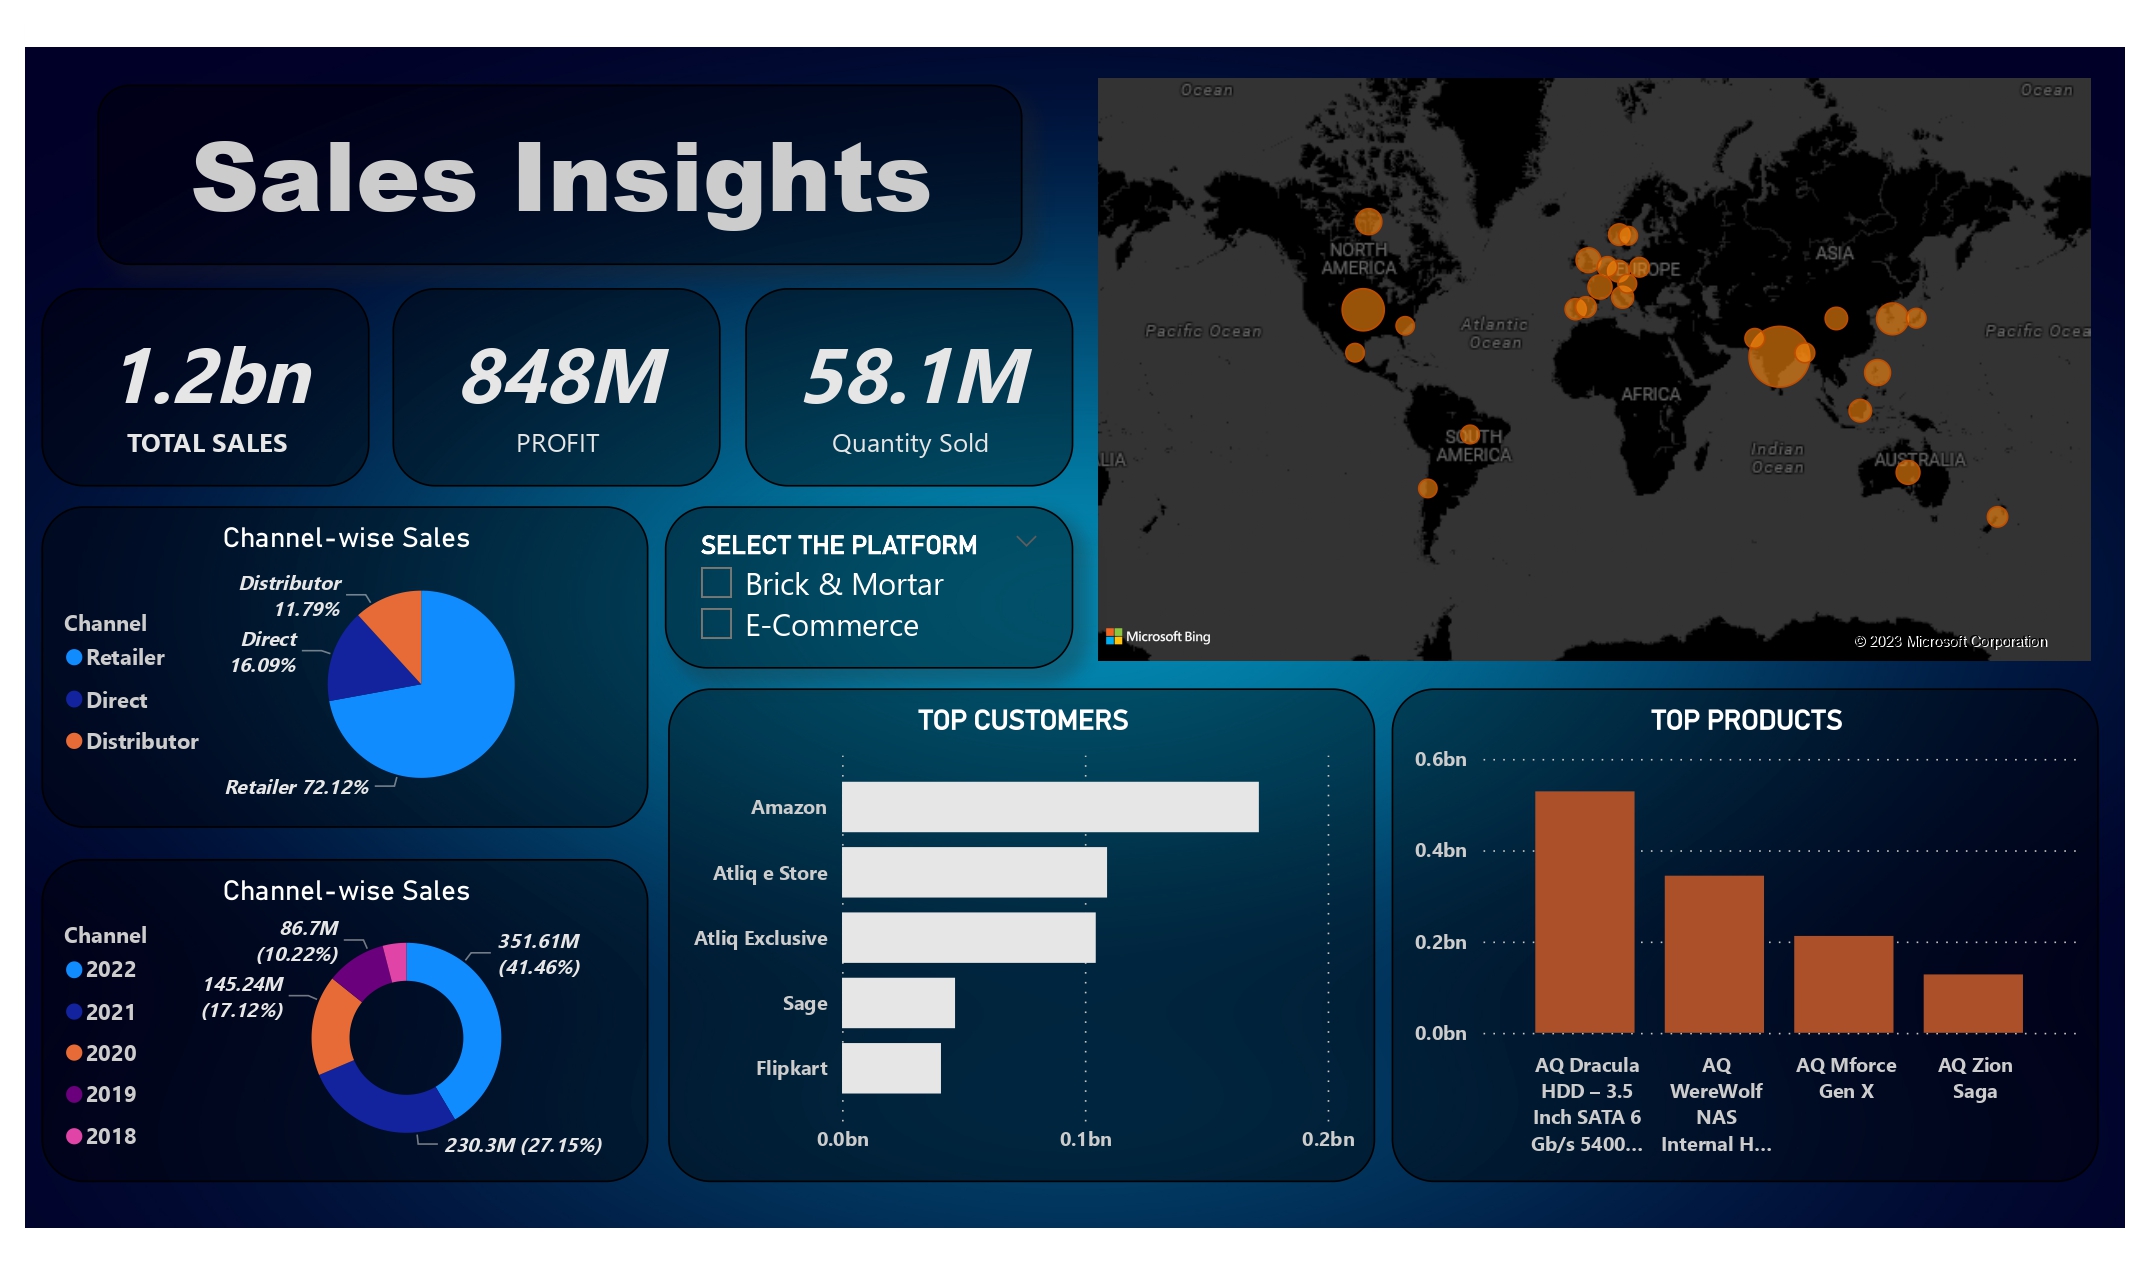 Sales Insights
1.2bn
TOTAL SALES
848M
PROFIT
58.1M
Quantity Sold
Ocean
Ocean
NORTH
AMERICA
EUROPE
ASIA
Pacific Ocean
Atlantic
Ocean
Pacific Ocea
AFRICA
SOUTH
AMERICA
Indian
Ocean
LIA
AUSTRALIA
Microsoft Bing
© 2023 Microsoft Corporation
Channel-wise Sales
Channel
Retailer
Direct
Distributor
Distributor
11.79%
Direct
16.09%
Retailer 72.12%
SELECT THE PLATFORM
Brick & Mortar
E-Commerce
Channel-wise Sales
Channel
2022
2021
2020
2019
2018
86.7M
(10.22%)
145.24M
(17.12%)
351.61M
(41.46%)
230.3M (27.15%)
TOP CUSTOMERS
Amazon
Atliq e Store
Atliq Exclusive
Sage
Flipkart
0.0bn
0.1bn
0.2bn
TOP PRODUCTS
0.6bn
0.4bn
0.2bn
0.0bn
AQ Dracula
HDD – 3.5
Inch SATA 6
Gb/s 5400...
AQ
WereWolf
NAS
Internal H...
AQ Mforce
Gen X
AQ Zion
Saga